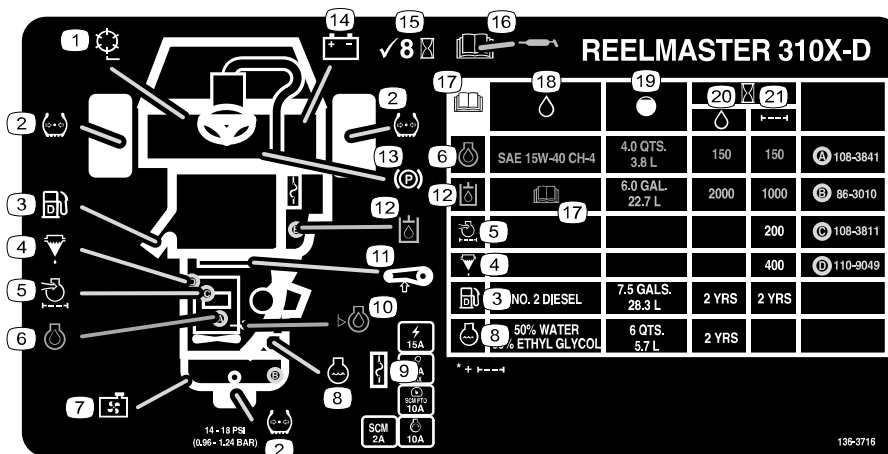 14
15
16
1
✓8
REELMASTER 310X-D
17
18
19
20
21
2
2
6
SAE 15W-40 CH-4
4.0 QTS.
3.8 L
150
150
A 108-3841
13
P
12
6.0 GAL.
22.7 L
2000
1000
B 86-3010
17
3
D
12
5
200
C 108-3811
4
11
4
400
D 110-9049
5
C
10
3
D
NO. 2 DIESEL
7.5 GALS.
28.3 L
2 YRS
2 YRS
6
15A
8
50% WATER
ETHYL GLYCOL
6 QTS.
5.7 L
2 YRS
7
B
8
9
SCM PTO
10A
* +
14 - 18 PSI
(0.96 - 1.24 BAR)
2
SCM
2A
10A
136-3716